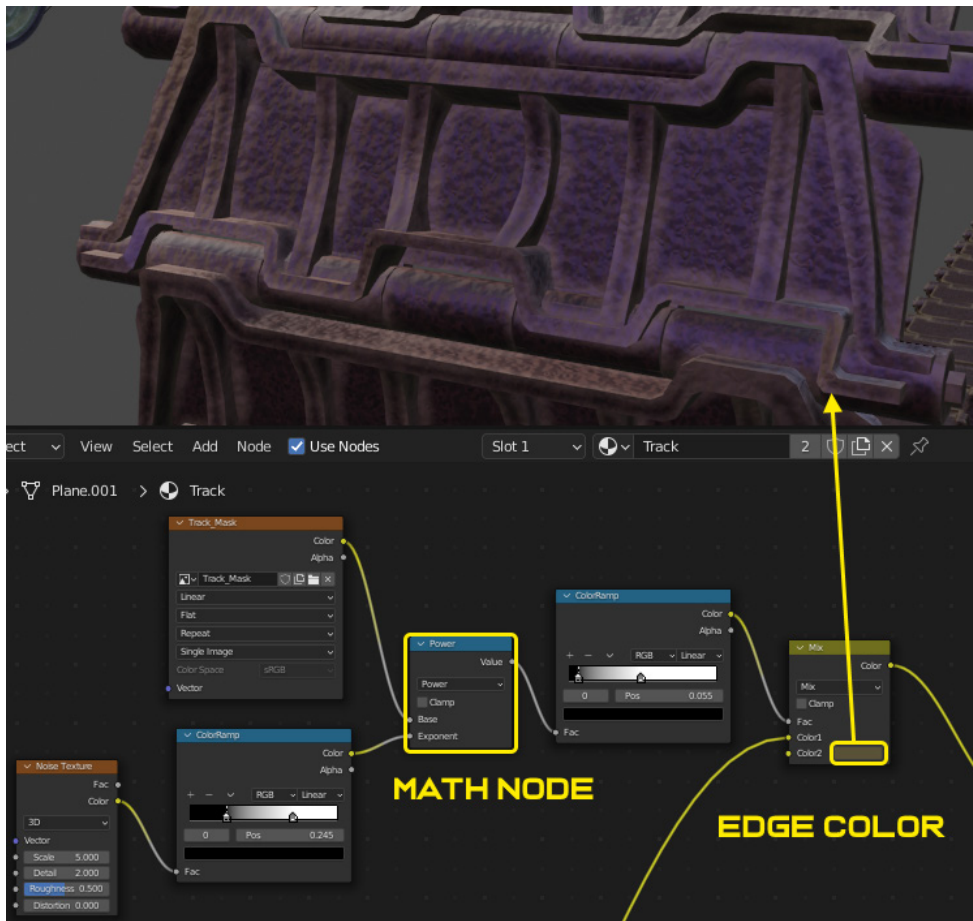 ect View Select Add Node Use Nodes Slot 1 Track 2
Plane.001 > Track
Track_Mask
Color
Alpha
Track_Mask
Linear
Flat
Repeat
Single Image
Color Space sRGB
Vector
Power
Value
Power
Clamp
Base
Exponent
ColorRamp
Color
Alpha
RGB Linear
0 Pos 0.055
Fac
Mix
Color
Mix
Clamp
Fac
Color1
Color2
ColorRamp
Color
Alpha
RGB Linear
0 Pos 0.245
Fac
Noise Texture
Fac
Color
3D
Vector
Scale 5.000
Detail 2.000
Roughness 0.500
Distortion 0.000
MATH NODE
EDGE COLOR